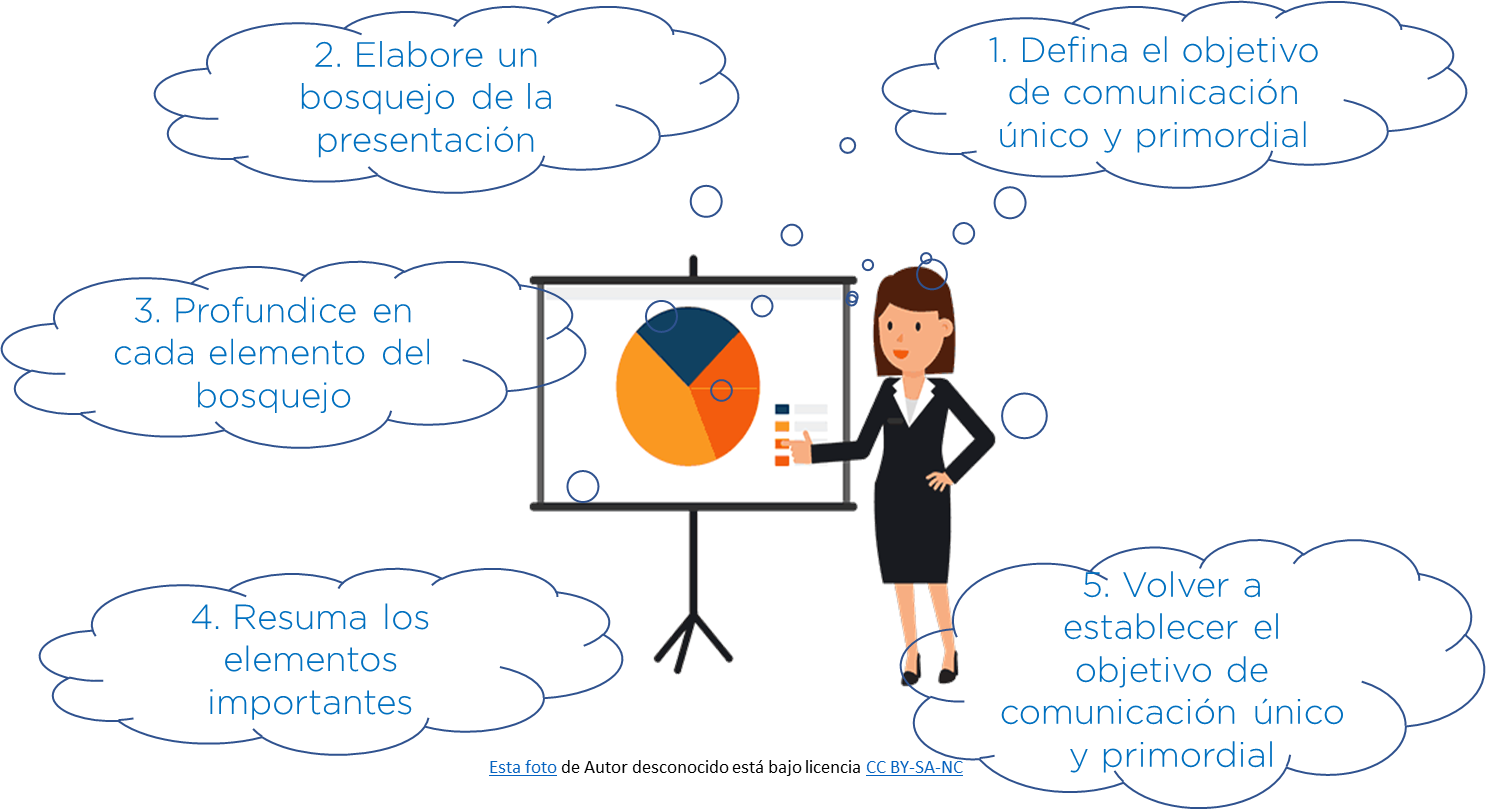 1. Defina el objetivo
de comunicación
único y primordial
2. Elabore un
bosquejo de la
presentación
3. Profundice en
cada elemento del
bosquejo
4. Resuma los
elementos
importantes
5. Volver a
establecer el
objetivo de
comunicación único
y primordial
Esta foto de Autor desconocido está bajo licencia CC BY-SA-NC